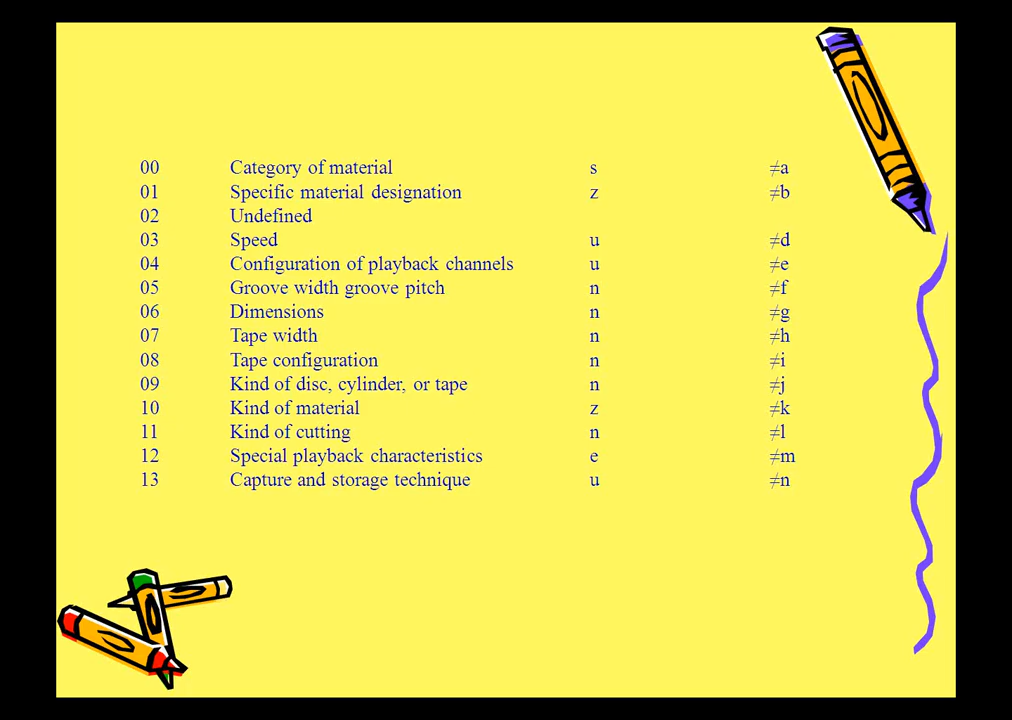 00 Category of material s ≠a
01 Specific material designation z ≠b
02 Undefined
03 Speed u ≠d
04 Configuration of playback channels u ≠e
05 Groove width groove pitch n ≠f
06 Dimensions n ≠g
07 Tape width n ≠h
08 Tape configuration n ≠i
09 Kind of disc, cylinder, or tape n ≠j
10 Kind of material z ≠k
11 Kind of cutting n ≠l
12 Special playback characteristics e ≠m
13 Capture and storage technique u ≠n